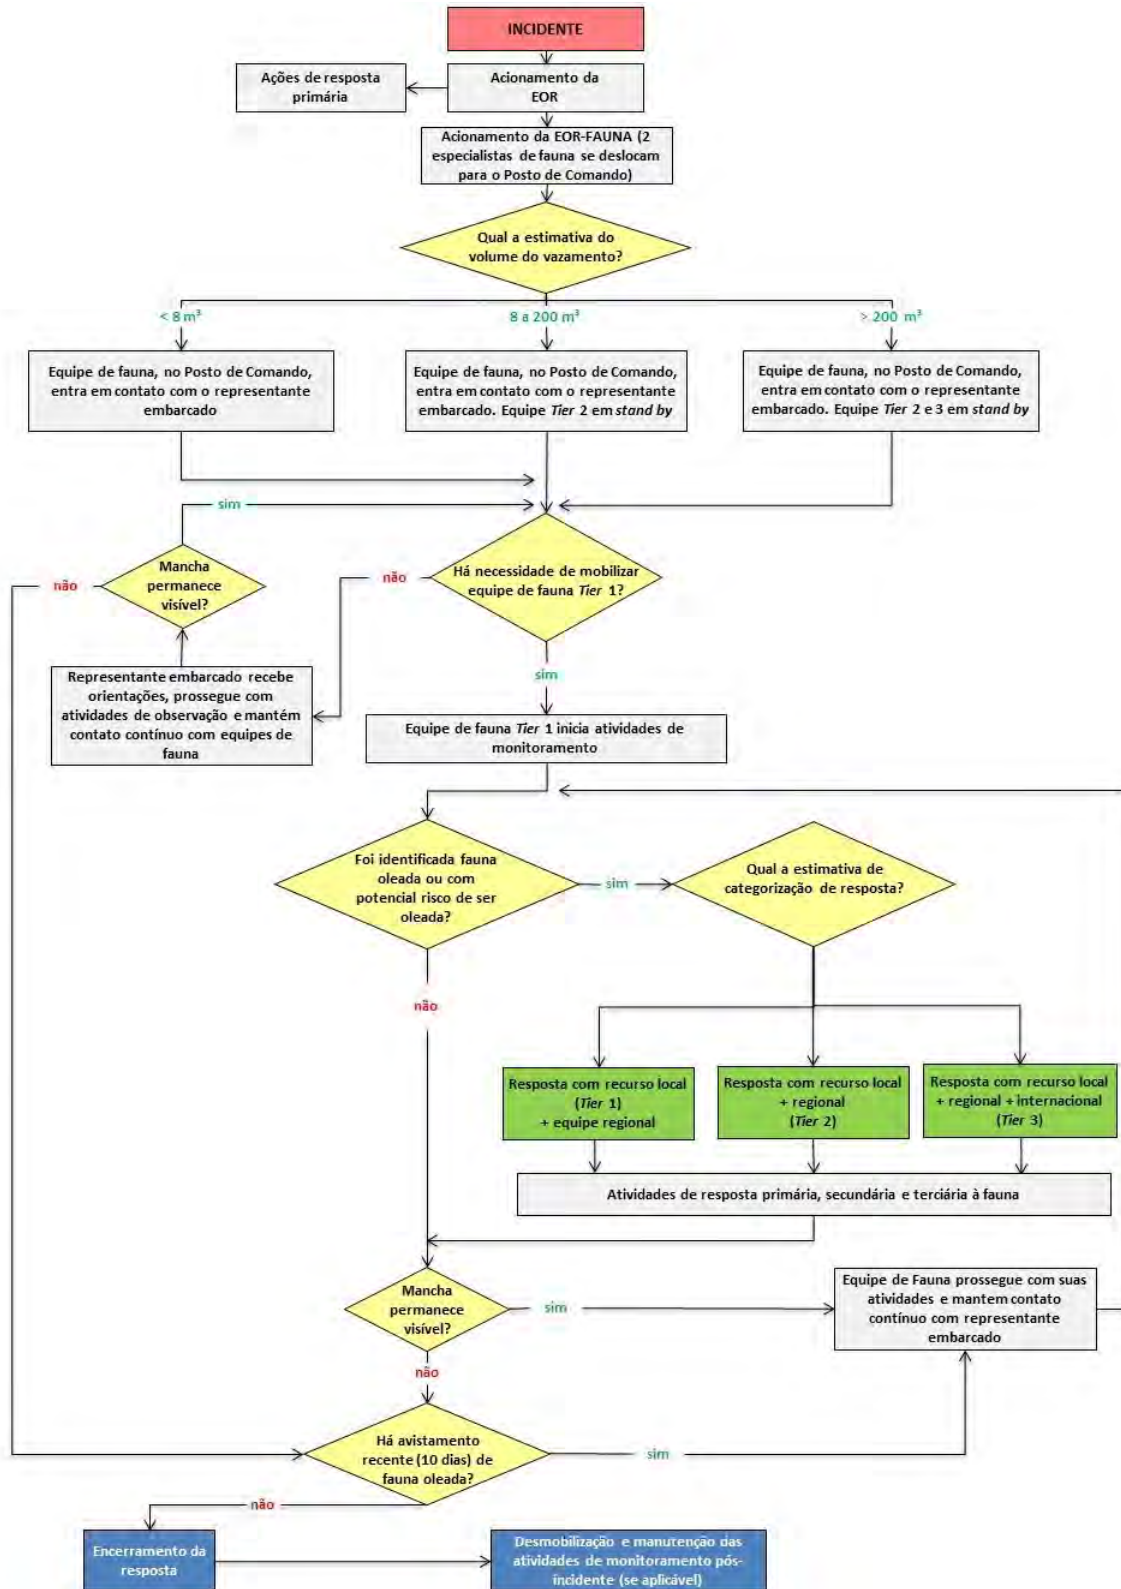 INCIDENTE
Ações de resposta
primária
Acionamento da
EOR
Acionamento da EOR-FAUNA (2
especialistas de fauna se deslocam
para o Posto de Comando)
Qual a estimativa do
volume do vazamento?
< 8 m³
8 a 200 m³
> 200 m³
Equipe de fauna, no Posto de Comando,
entra em contato com o representante
embarcado
Equipe de fauna, no Posto de Comando,
entra em contato com o representante
embarcado. Equipe Tier 2 em stand by
Equipe de fauna, no Posto de Comando,
entra em contato com o representante
embarcado. Equipe Tier 2 e 3 em stand by
sim
Mancha
permanece
visível?
não
não
Há necessidade de mobilizar
equipe de fauna Tier 1?
sim
Representante embarcado recebe
orientações, prossegue com
atividades de observação e mantém
contato contínuo com equipes de
fauna
Equipe de fauna Tier 1 inicia atividades de
monitoramento
Foi identificada fauna
oleada ou com
potencial risco de ser
oleada?
sim
Qual a estimativa de
categorização de resposta?
não
Resposta com recurso local
(Tier 1)
+ equipe regional
Resposta com recurso local
+ regional
(Tier 2)
Resposta com recurso local
+ regional + internacional
(Tier 3)
Atividades de resposta primária, secundária e terciária à fauna
Mancha
permanece
visível?
sim
Equipe de Fauna prossegue com suas
atividades e mantem contato
contínuo com representante
embarcado
não
Há avistamento
recente (10 dias) de
fauna oleada?
sim
não
Encerramento da
resposta
Desmobilização e manutenção das
atividades de monitoramento pós-
incidente (se aplicável)